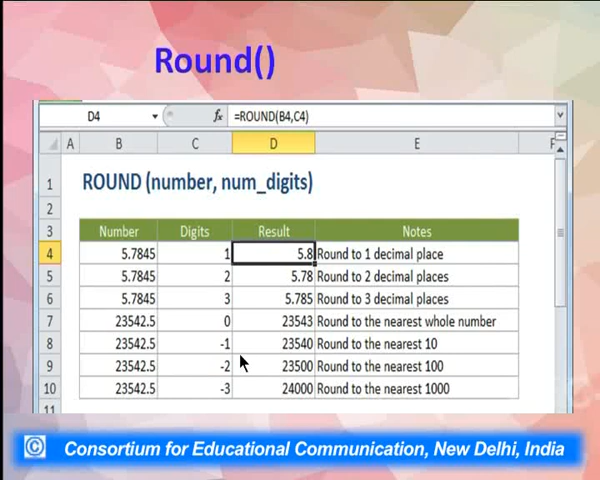 Round()
D4 fx =ROUND(B4,C4)
A B C D E F
1 ROUND (number, num_digits)
2
3 Number Digits Result Notes
4 5.7845 1 5.8 Round to 1 decimal place
5 5.7845 2 5.78 Round to 2 decimal places
6 5.7845 3 5.785 Round to 3 decimal places
7 23542.5 0 23543 Round to the nearest whole number
8 23542.5 -1 23540 Round to the nearest 10
9 23542.5 -2 23500 Round to the nearest 100
10 23542.5 -3 24000 Round to the nearest 1000
11
© Consortium for Educational Communication, New Delhi, India